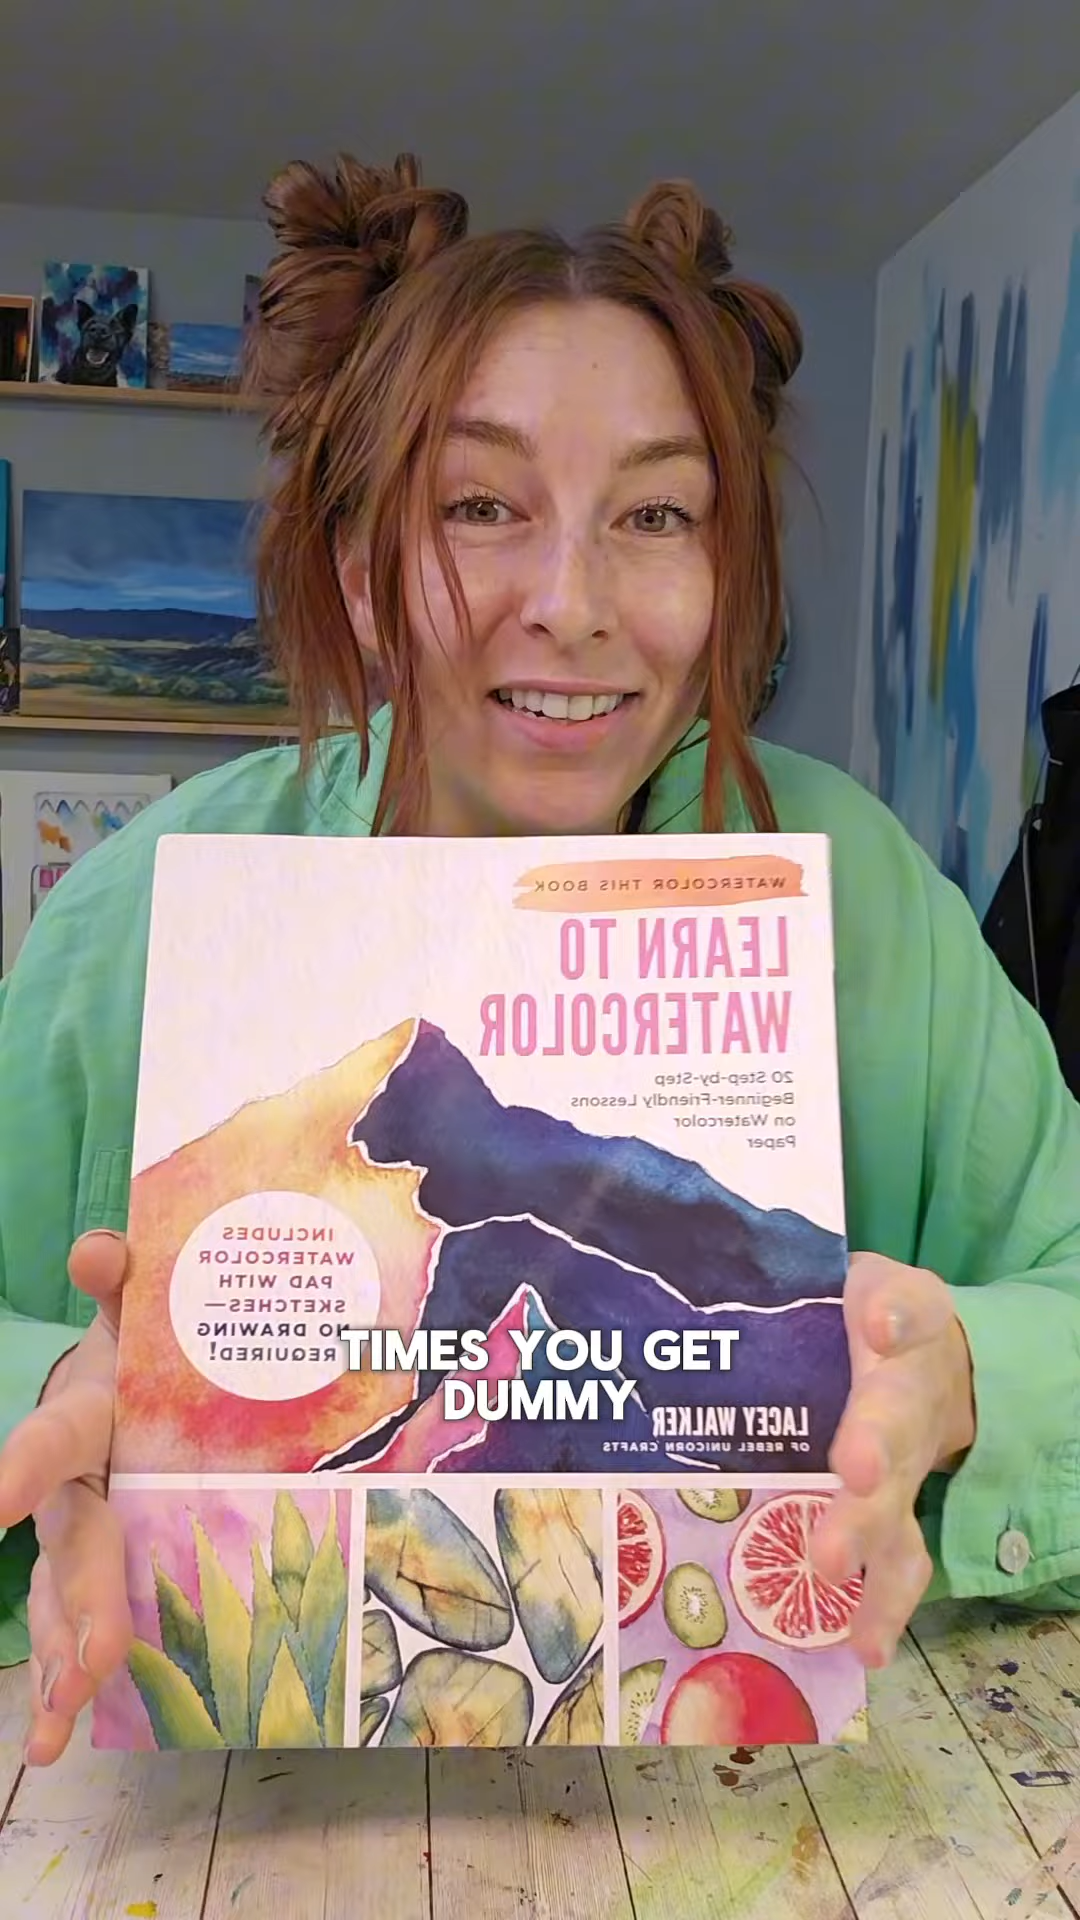 WATERCOLOR THIS BOOK
LEARN TO
WATERCOLOR
20 Step-by-Step
Beginner-Friendly Lessons
on Watercolor
Paper
INCLUDES
WATERCOLOR
PAD WITH
SKETCHES—
NO DRAWING
REQUIRED!
TIMES YOU GET
DUMMY
LACEY WALKER
OF REBEL UNICORN CRAFTS